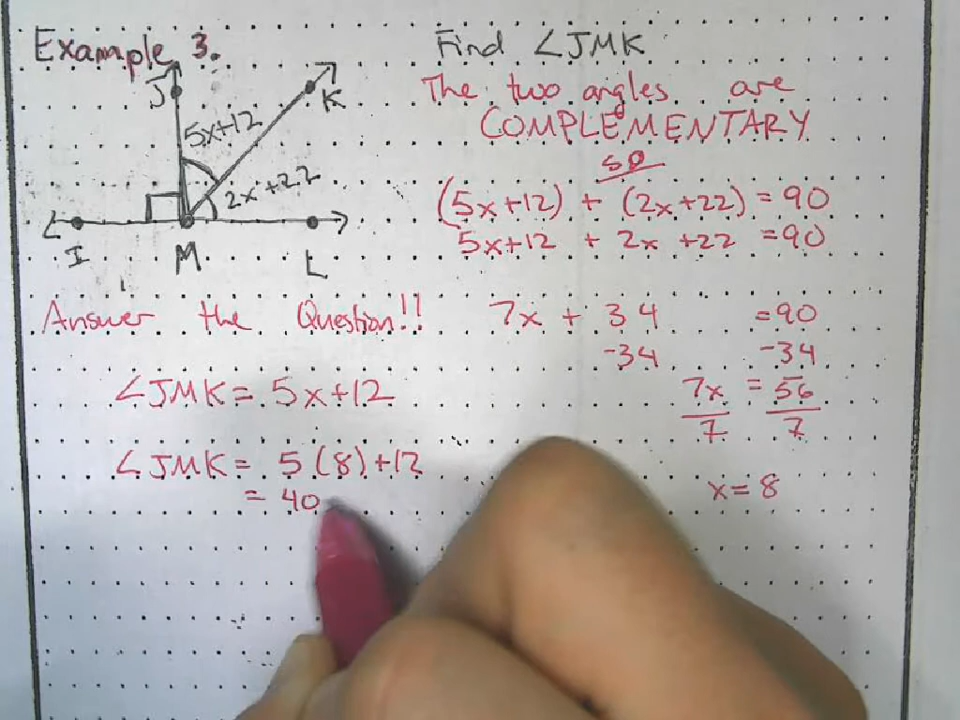 Example 3.
J
K
5x+12
2x+22
I
M
L
Find ∠JMK
The two angles are
COMPLEMENTARY
so
(5x+12) + (2x+22) = 90
5x+12 + 2x +22 = 90
7x + 34 = 90
-34 -34
7x = 56
7 7
x = 8
Answer the Question!!
∠JMK = 5x+12
∠JMK = 5(8)+12
= 40